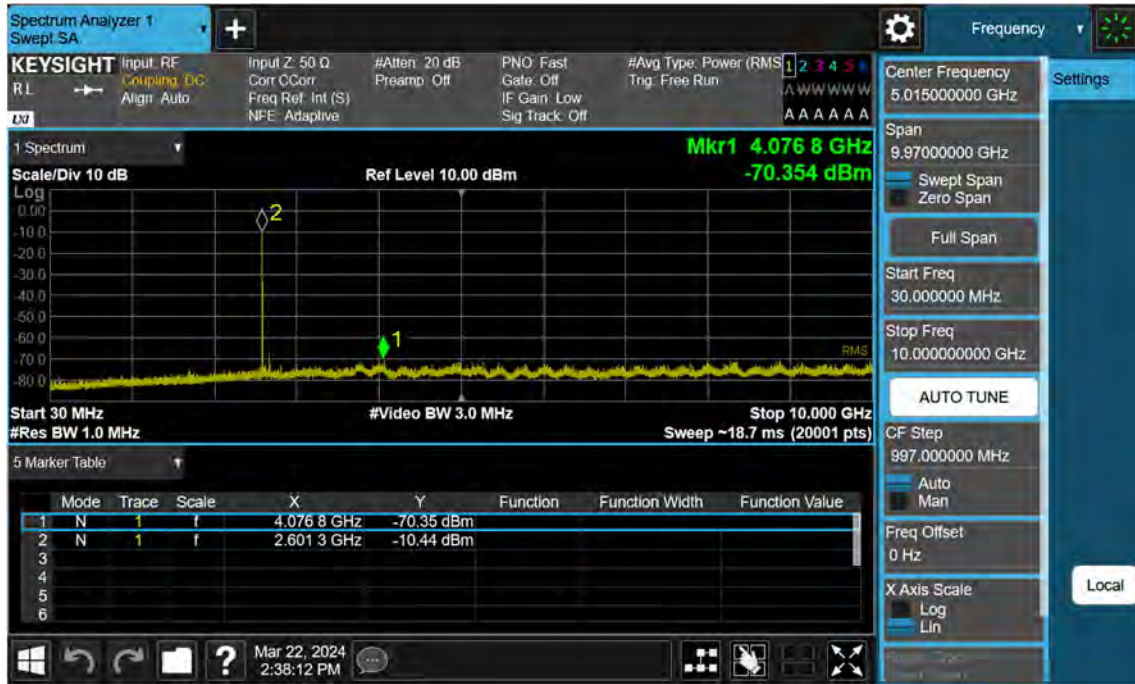 Spectrum Analyzer 1
Swept SA
Frequency
KEYSIGHT
R L
LXI
Input: RF
Coupling: DC
Align: Auto
Input Z: 50 Ω
Corr CCorr
Freq Ref: Int (S)
NFE: Adaptive
#Atten: 20 dB
Preamp: Off
PNO: Fast
Gate: Off
IF Gain: Low
Sig Track: Off
#Avg Type: Power (RMS
Trig: Free Run
1 2 3 4 5 6
A W W W W W
A A A A A A
1 Spectrum
Scale/Div 10 dB
Ref Level 10.00 dBm
Mkr1 4.076 8 GHz
-70.354 dBm
Log
0.00
-10.0
-20.0
-30.0
-40.0
-50.0
-60.0
-70.0
-80.0
2
1
RMS
Start 30 MHz
#Video BW 3.0 MHz
Stop 10.000 GHz
#Res BW 1.0 MHz
Sweep ~18.7 ms (20001 pts)
5 Marker Table
Mode Trace Scale X Y Function Function Width Function Value
1 N 1 f 4.076 8 GHz -70.35 dBm
2 N 1 f 2.601 3 GHz -10.44 dBm
3
4
5
6
Mar 22, 2024
2:38:12 PM
Center Frequency
5.015000000 GHz
Span
9.97000000 GHz
Swept Span
Zero Span
Full Span
Start Freq
30.000000 MHz
Stop Freq
10.000000000 GHz
AUTO TUNE
CF Step
997.000000 MHz
Auto
Man
Freq Offset
0 Hz
X Axis Scale
Log
Lin
Settings
Local